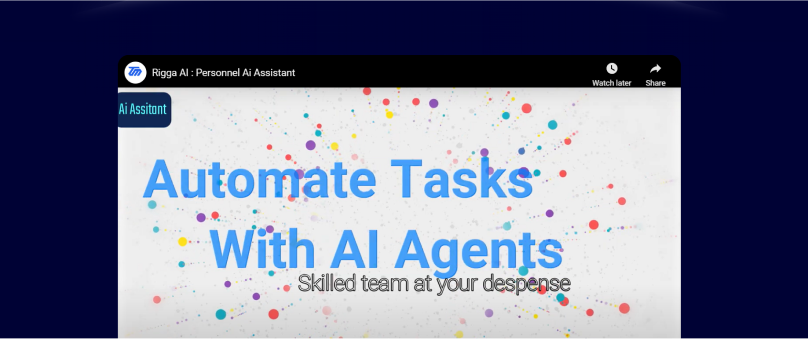 Rigga AI : Personnel Ai Assistant
Watch later
Share
Ai Assitant
Automate Tasks
With AI Agents
Skilled team at your despense